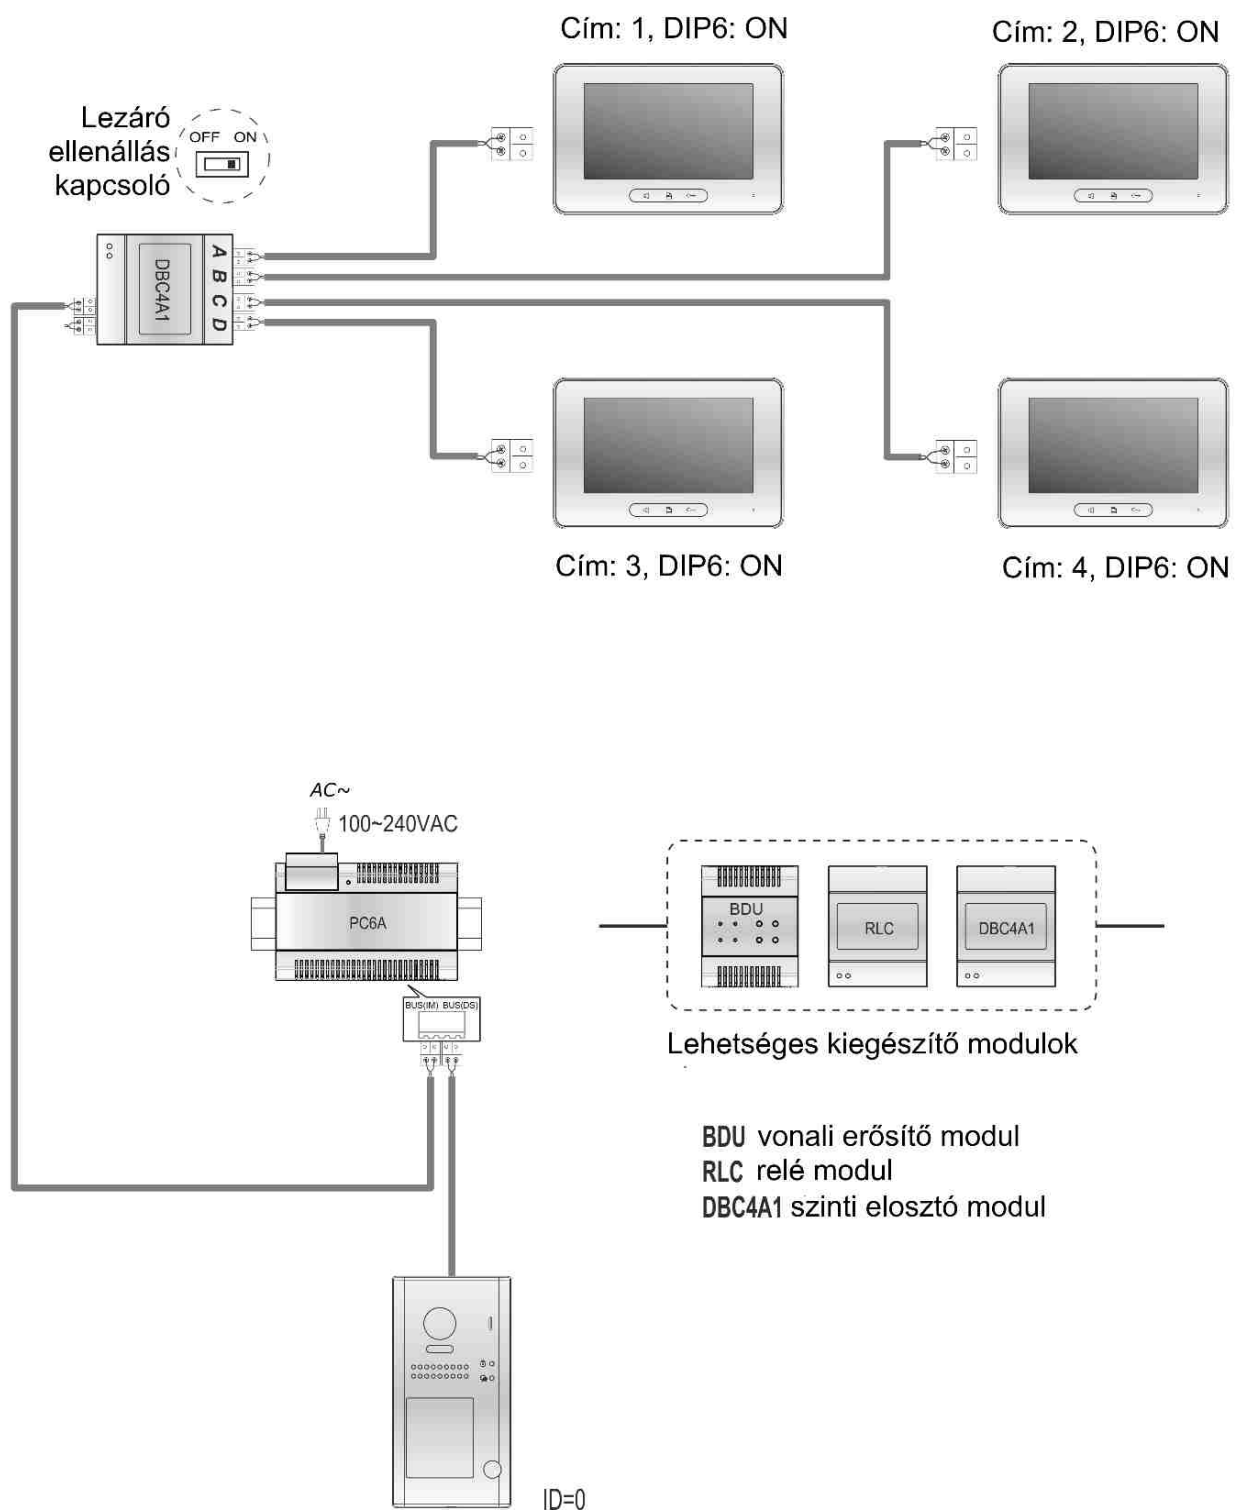 Cím: 1, DIP6: ON
Cím: 2, DIP6: ON
Lezáró
ellenállás
kapcsoló
OFF ON
DBC4A1
A
B
C
D
Cím: 3, DIP6: ON
Cím: 4, DIP6: ON
AC~
100~240VAC
PC6A
BUS(IM) BUS(DS)
BDU
RLC
DBC4A1
Lehetséges kiegészítő modulok
BDU vonali erősítő modul
RLC relé modul
DBC4A1 szinti elosztó modul
ID=0